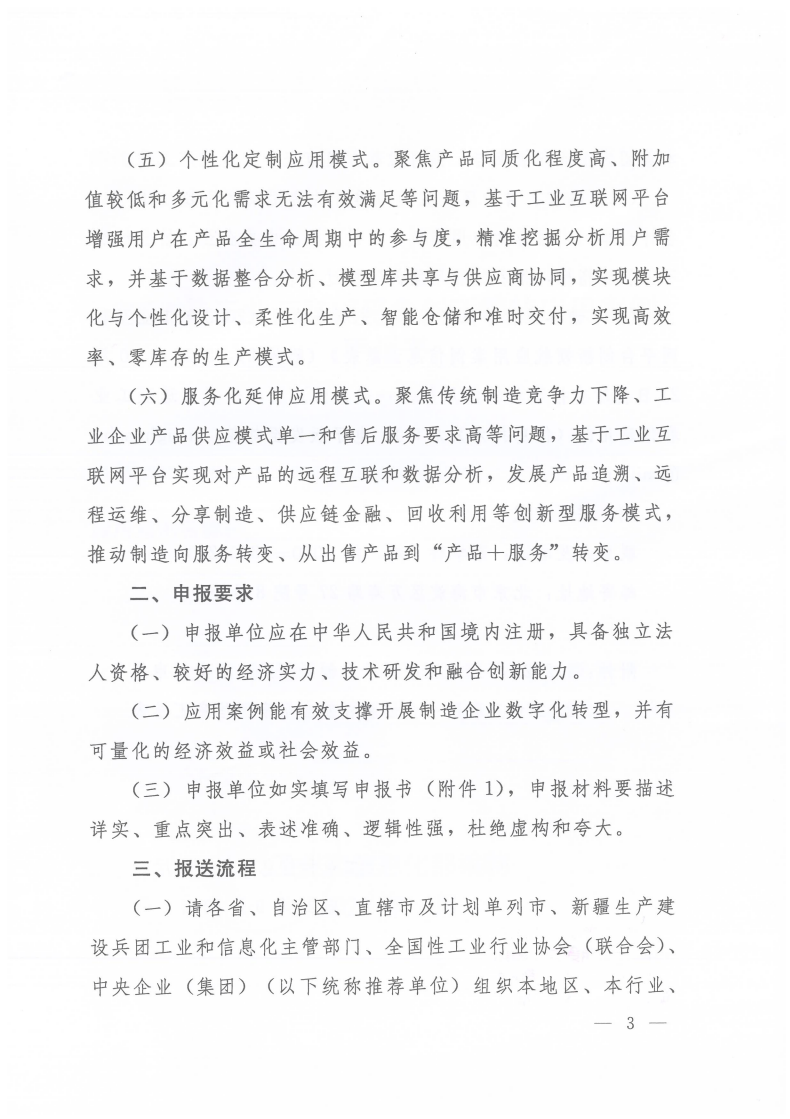 （五）个性化定制应用模式。聚焦产品同质化程度高、附加
值较低和多元化需求无法有效满足等问题，基于工业互联网平台
增强用户在产品全生命周期中的参与度，精准挖掘分析用户需
求，并基于数据整合分析、模型库共享与供应商协同，实现模块
化与个性化设计、柔性化生产、智能仓储和准时交付，实现高效
率、零库存的生产模式。
（六）服务化延伸应用模式。聚焦传统制造竞争力下降、工
业企业产品供应模式单一和售后服务要求高等问题，基于工业互
联网平台实现对产品的远程互联和数据分析，发展产品追溯、远
程运维、分享制造、供应链金融、回收利用等创新型服务模式，
推动制造向服务转变、从出售产品到“产品＋服务”转变。
二、申报要求
（一）申报单位应在中华人民共和国境内注册，具备独立法
人资格、较好的经济实力、技术研发和融合创新能力。
（二）应用案例能有效支撑开展制造企业数字化转型，并有
可量化的经济效益或社会效益。
（三）申报单位如实填写申报书（附件1），申报材料要描述
详实、重点突出、表述准确、逻辑性强，杜绝虚构和夸大。
三、报送流程
（一）请各省、自治区、直辖市及计划单列市、新疆生产建
设兵团工业和信息化主管部门、全国性工业行业协会（联合会）、
中央企业（集团）（以下统称推荐单位）组织本地区、本行业、
— 3 —